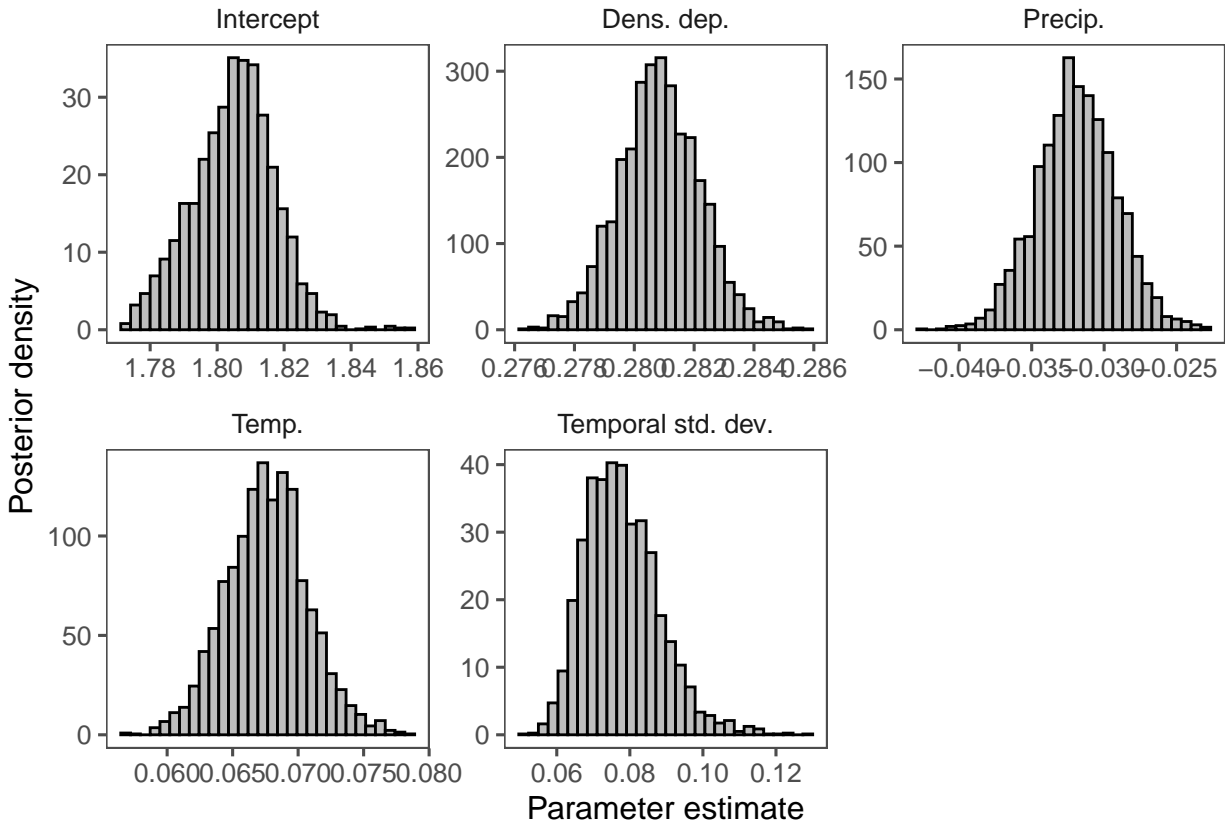 Intercept
Dens. dep.
Precip.
30
20
10
0
1.78 1.80 1.82 1.84 1.86
300
200
100
0
0.276 0.278 0.280 0.282 0.284 0.286
150
100
50
0
−0.040 −0.035 −0.030 −0.025
Posterior density
Temp.
Temporal std. dev.
100
50
0
0.060 0.065 0.070 0.075 0.080
40
30
20
10
0
0.06 0.08 0.10 0.12
Parameter estimate